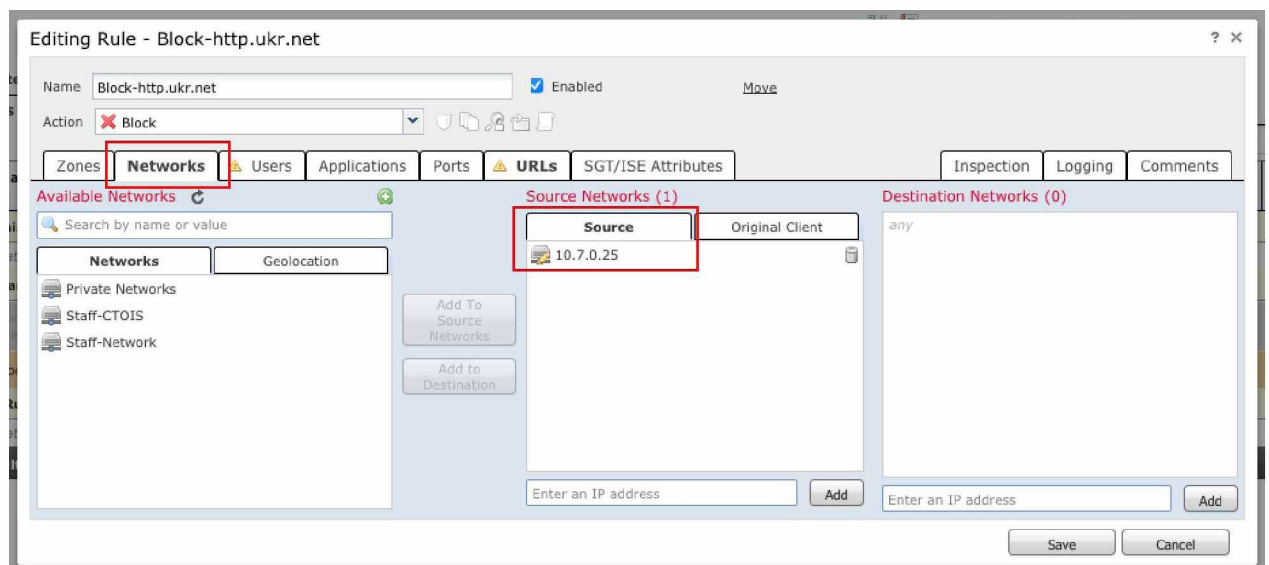 Editing Rule - Block-http.ukr.net ? ×
Name Block-http.ukr.net Enabled Move
Action Block
Zones Networks Users Applications Ports URLs SGT/ISE Attributes Inspection Logging Comments
Available Networks Source Networks (1) Destination Networks (0)
Search by name or value Source Original Client any
Networks Geolocation 10.7.0.25
Private Networks
Staff-CTOIS
Staff-Network
Add To
Source
Networks
Add to
Destination
Enter an IP address Add Enter an IP address Add
Save Cancel